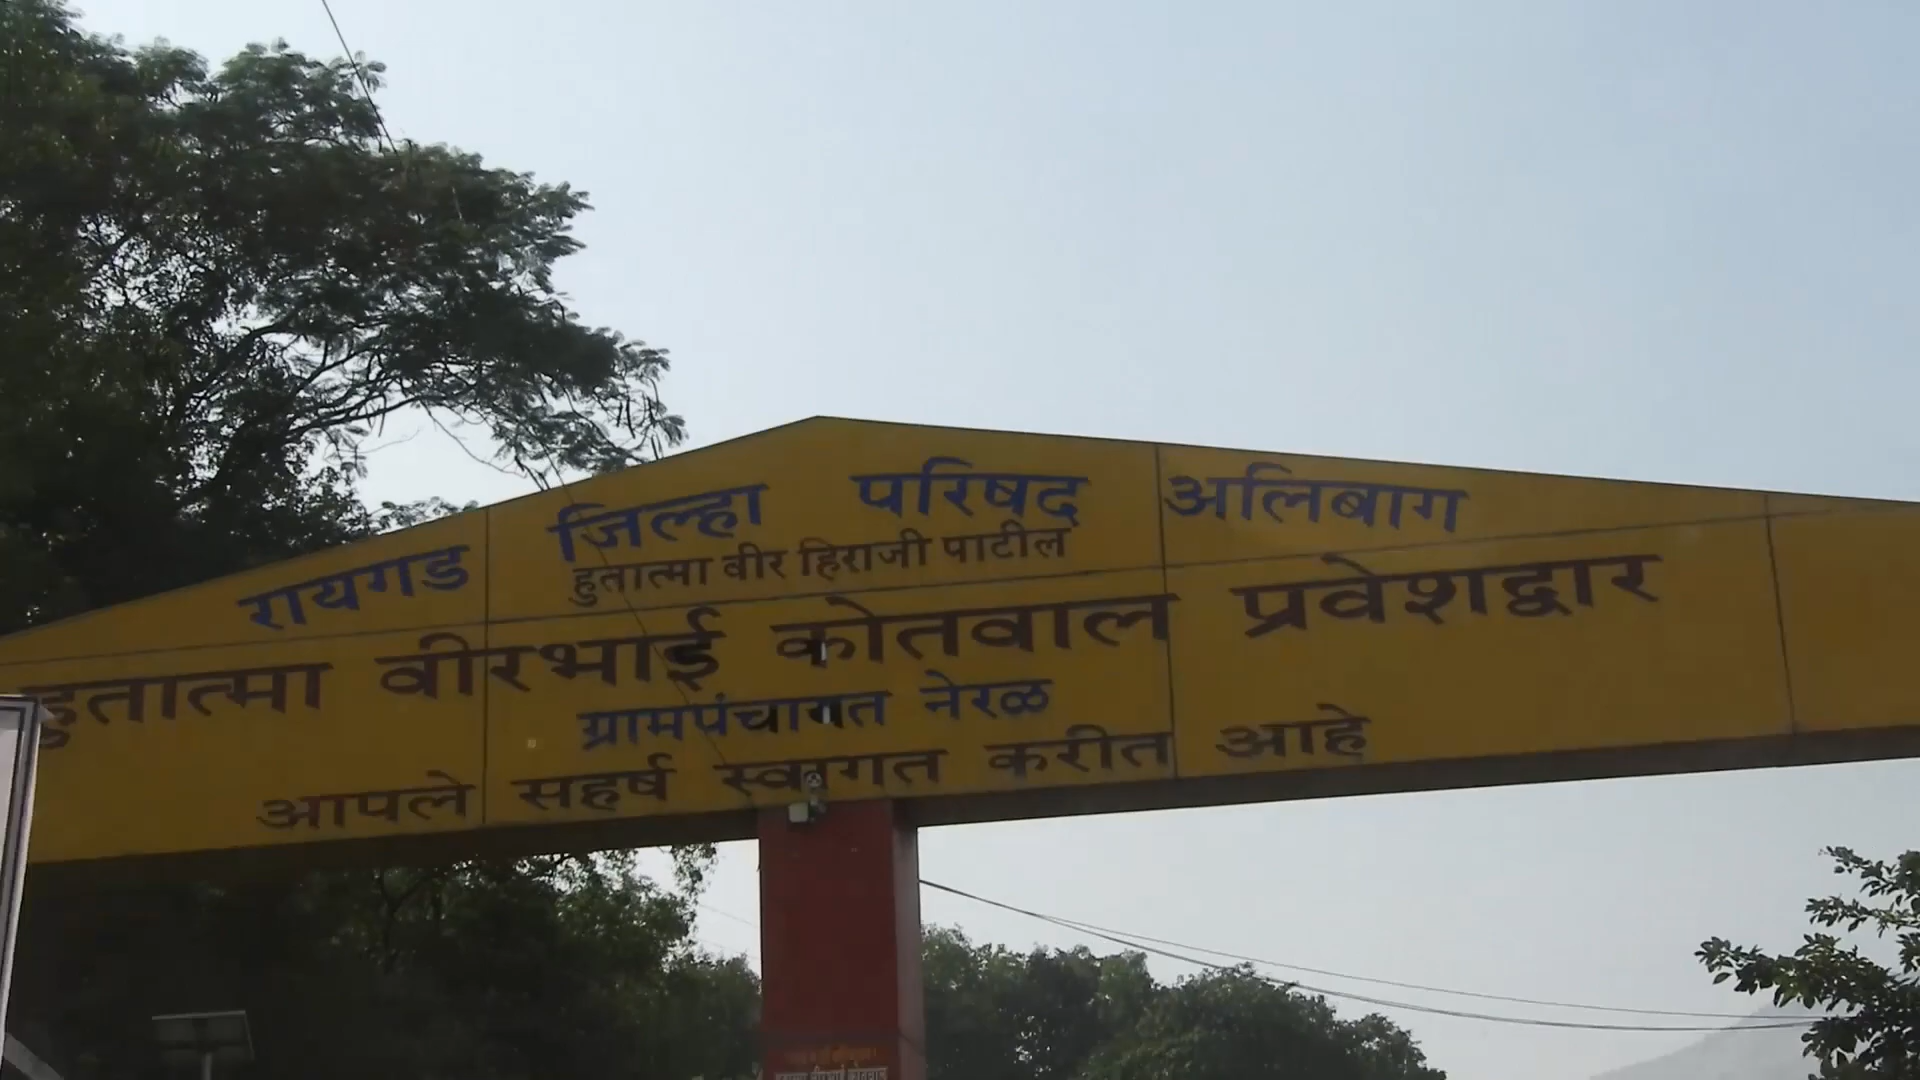 रायगड जिल्हा परिषद अलिबाग
हुतात्मा वीर हिराजी पाटील
हुतात्मा वीरभाई कोतवाल प्रवेशद्वार
ग्रामपंचायत नेरळ
आपले सहर्ष स्वागत करीत आहे